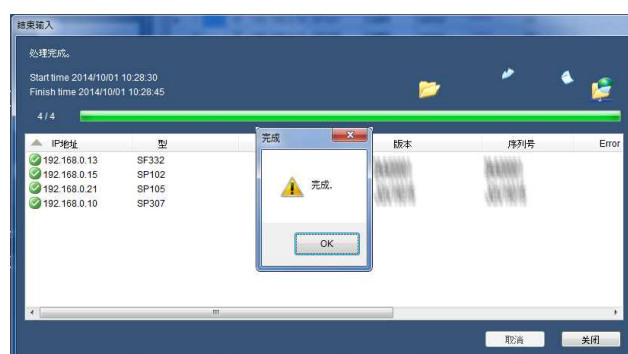 结束输入
处理完成。
Start time 2014/10/01 10:28:30
Finish time 2014/10/01 10:28:45
4 / 4
IP地址 型 版本 序列号 Error
192.168.0.13 SF332
192.168.0.15 SP102
192.168.0.21 SP105
192.168.0.10 SP307
完成
完成.
OK
取消 关闭